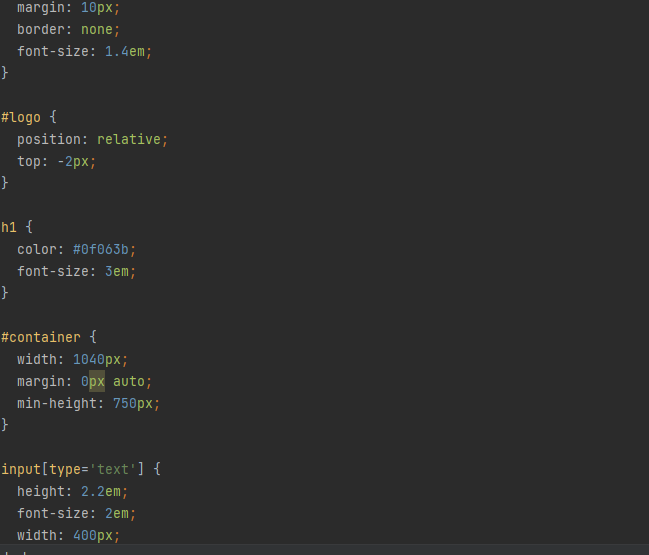 margin: 10px;
border: none;
font-size: 1.4em;
}
#logo {
position: relative;
top: -2px;
}
h1 {
color: #0f063b;
font-size: 3em;
}
#container {
width: 1040px;
margin: 0px auto;
min-height: 750px;
}
input[type='text'] {
height: 2.2em;
font-size: 2em;
width: 400px;